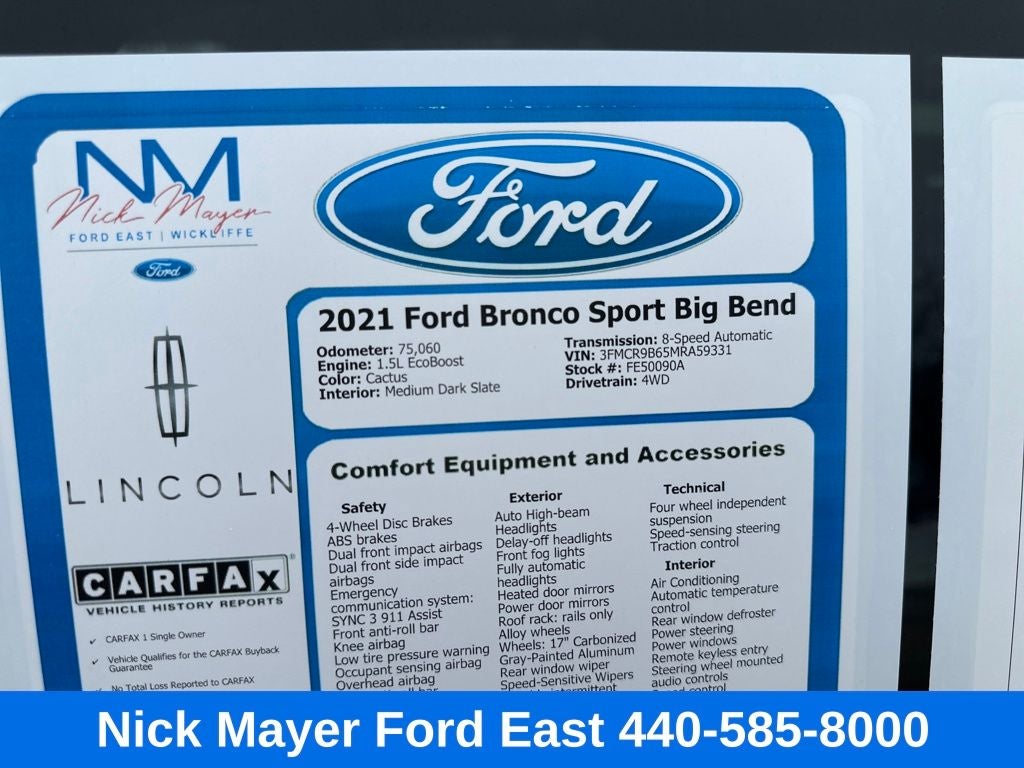 NM
Nick Mayer
FORD EAST | WICKLIFFE
Ford
Ford
2021 Ford Bronco Sport Big Bend
Odometer: 75,060
Engine: 1.5L EcoBoost
Color: Cactus
Interior: Medium Dark Slate
Transmission: 8-Speed Automatic
VIN: 3FMCR9B65MRA59331
Stock #: FE50090A
Drivetrain: 4WD
LINCOLN
CARFAX
VEHICLE HISTORY REPORTS
✓ CARFAX 1 Single Owner
✓ Vehicle Qualifies for the CARFAX Buyback
Guarantee
No Total Loss Reported to CARFAX
Comfort Equipment and Accessories
Safety
4-Wheel Disc Brakes
ABS brakes
Dual front impact airbags
Dual front side impact
airbags
Emergency
communication system:
SYNC 3 911 Assist
Front anti-roll bar
Knee airbag
Low tire pressure warning
Occupant sensing airbag
Overhead airbag
bar
Exterior
Auto High-beam
Headlights
Delay-off headlights
Front fog lights
Fully automatic
headlights
Heated door mirrors
Power door mirrors
Roof rack: rails only
Alloy wheels
Wheels: 17" Carbonized
Gray-Painted Aluminum
Rear window wiper
Speed-Sensitive Wipers
intermittent
Technical
Four wheel independent
suspension
Speed-sensing steering
Traction control
Interior
Air Conditioning
Automatic temperature
control
Rear window defroster
Power steering
Power windows
Remote keyless entry
Steering wheel mounted
audio controls
Speed control
Nick Mayer Ford East 440-585-8000